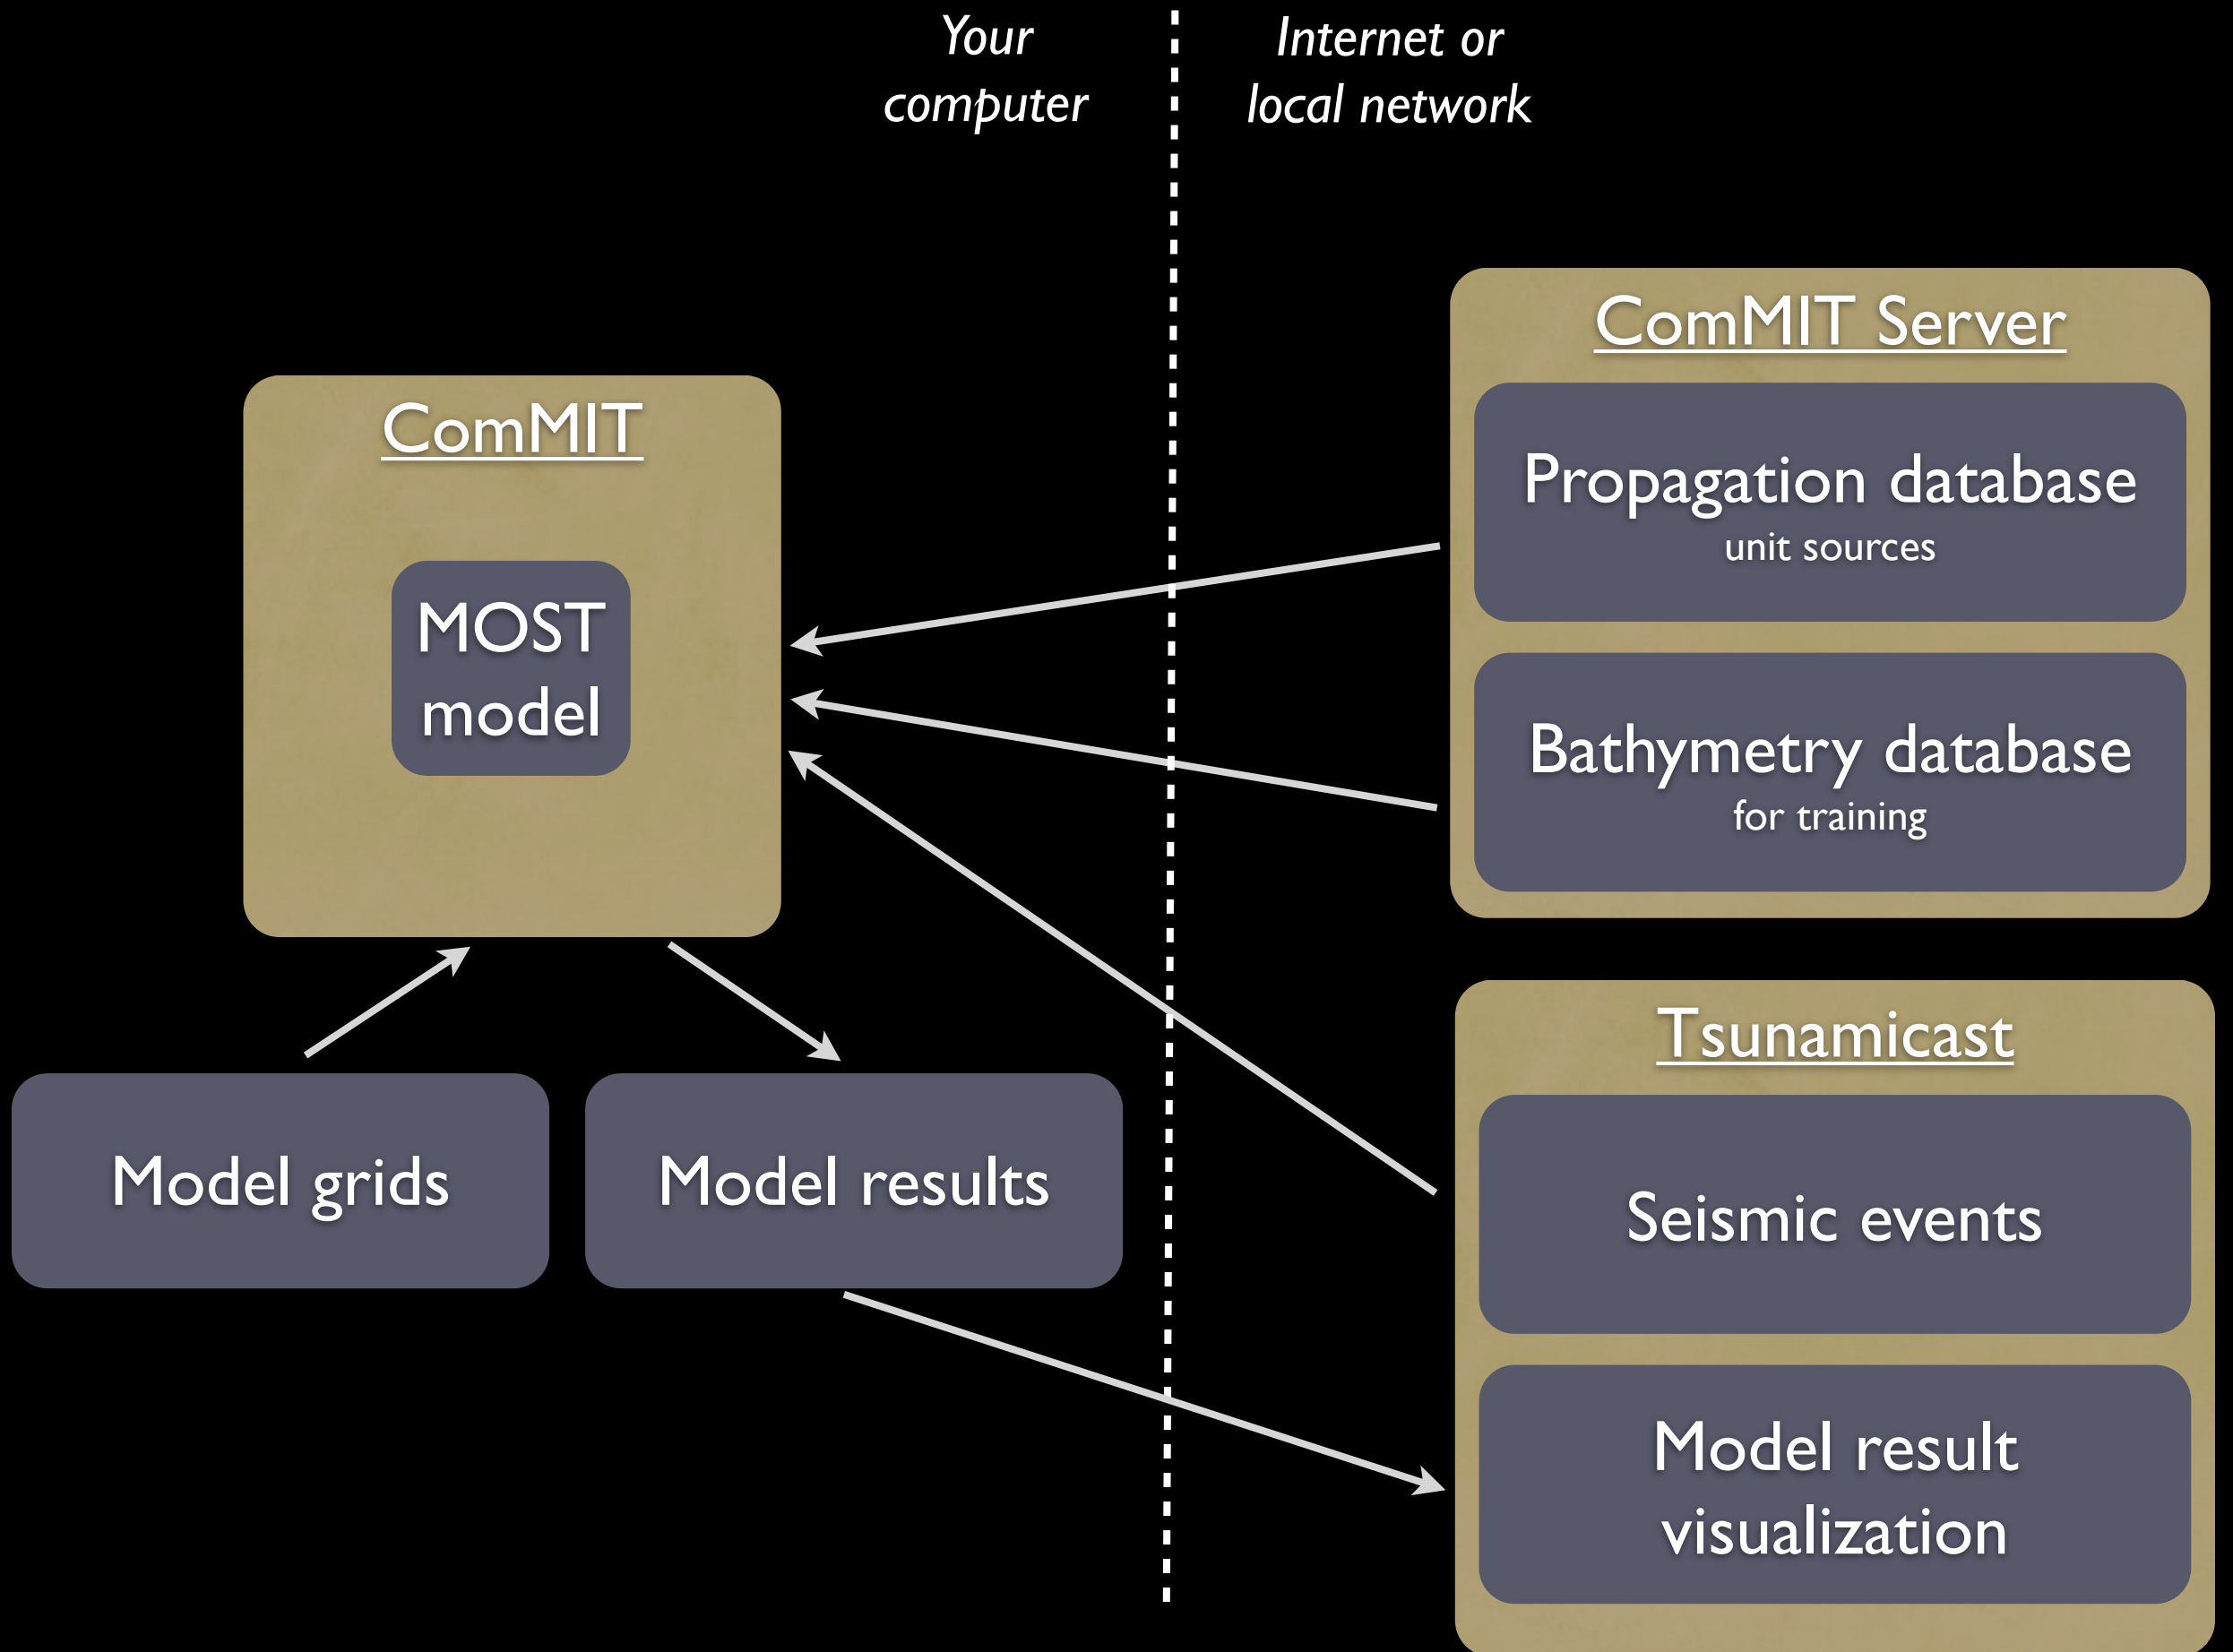 Your
computer
Internet or
local network
ComMIT
MOST
model
Model grids
Model results
ComMIT Server
Propagation database
unit sources
Bathymetry database
for training
Tsunamicast
Seismic events
Model result
visualization